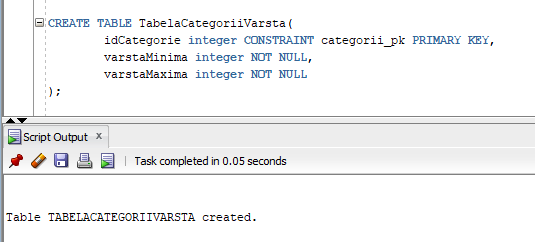 CREATE TABLE TabelaCategoriiVarsta(
idCategorie integer CONSTRAINT categorii_pk PRIMARY KEY,
varstaMinima integer NOT NULL,
varstaMaxima integer NOT NULL
);
Script Output x
Task completed in 0.05 seconds
Table TABELACATEGORIIVARSTA created.